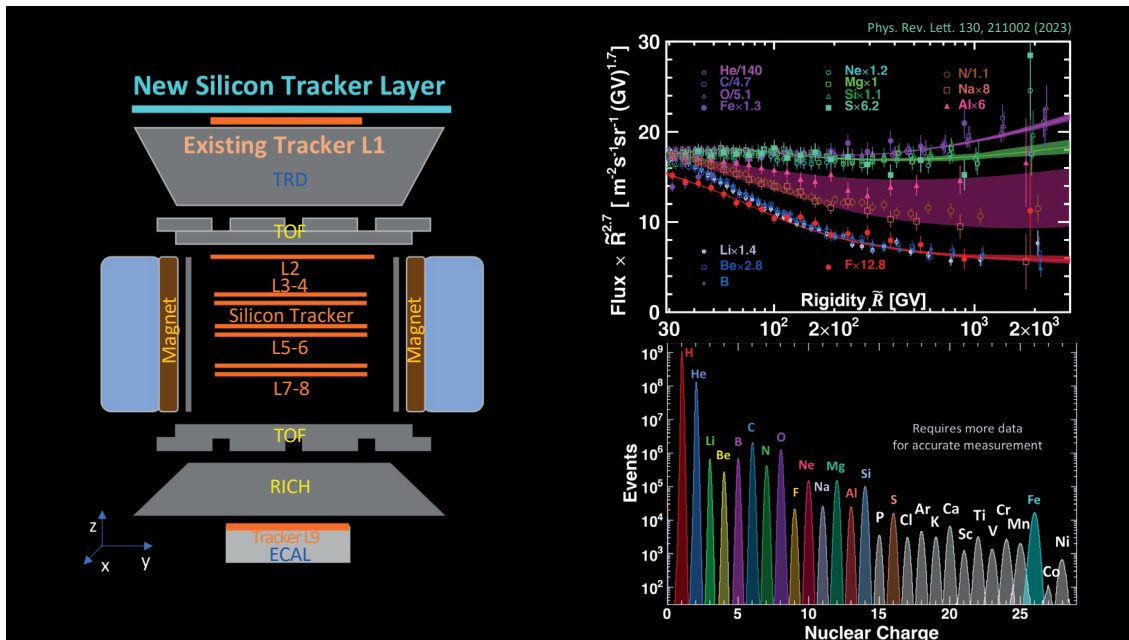 New Silicon Tracker Layer
Existing Tracker L1
TRD
TOF
L2
L3-4
Silicon Tracker
L5-6
L7-8
Magnet
Magnet
TOF
RICH
Tracker L9
ECAL
z
x
y
Phys. Rev. Lett. 130, 211002 (2023)
Flux × R̃^2.7 [ m⁻²s⁻¹sr⁻¹ (GV)^1.7 ]
30
20
10
0
He/140
C/4.7
O/5.1
Fe×1.3
Ne×1.2
Mg×1
Si×1.1
S×6.2
N/1.1
Na×8
Al×6
Li×1.4
Be×2.8
B
F×12.8
Rigidity R̃ [GV]
30 10² 2×10² 10³ 2×10³
Events
10⁹
10⁸
10⁷
10⁶
10⁵
10⁴
10³
10²
H
He
Li
Be
B
C
N
O
F
Ne
Na
Mg
Al
Si
P
S
Cl
Ar
K
Ca
Sc
Ti
V
Cr
Mn
Fe
Co
Ni
Requires more data
for accurate measurement
0 5 10 15 20 25
Nuclear Charge